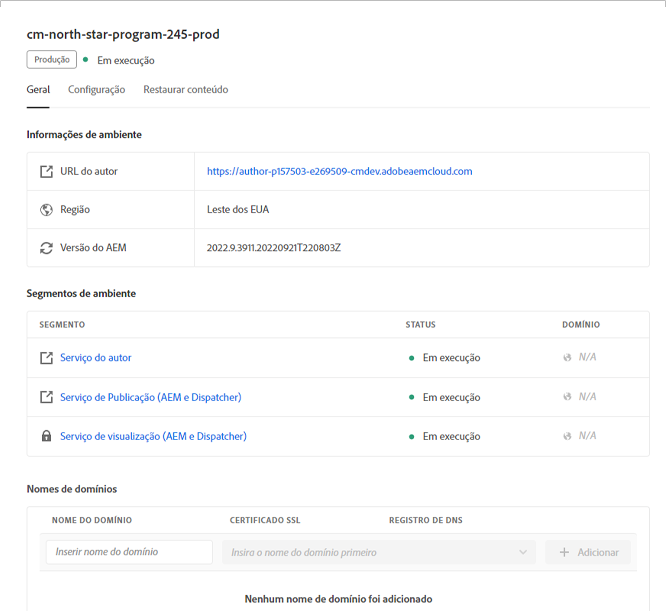 cm-north-star-program-245-prod
Produção Em execução
Geral Configuração Restaurar conteúdo
Informações de ambiente
URL do autor https://author-p157503-e269509-cmdev.adobeaemcloud.com
Região Leste dos EUA
Versão do AEM 2022.9.3911.20220921T220803Z
Segmentos de ambiente
SEGMENTO STATUS DOMÍNIO
Serviço do autor Em execução N/A
Serviço de Publicação (AEM e Dispatcher) Em execução N/A
Serviço de visualização (AEM e Dispatcher) Em execução N/A
Nomes de domínios
NOME DO DOMÍNIO CERTIFICADO SSL REGISTRO DE DNS
Inserir nome do domínio Insira o nome do domínio primeiro Adicionar
Nenhum nome de domínio foi adicionado